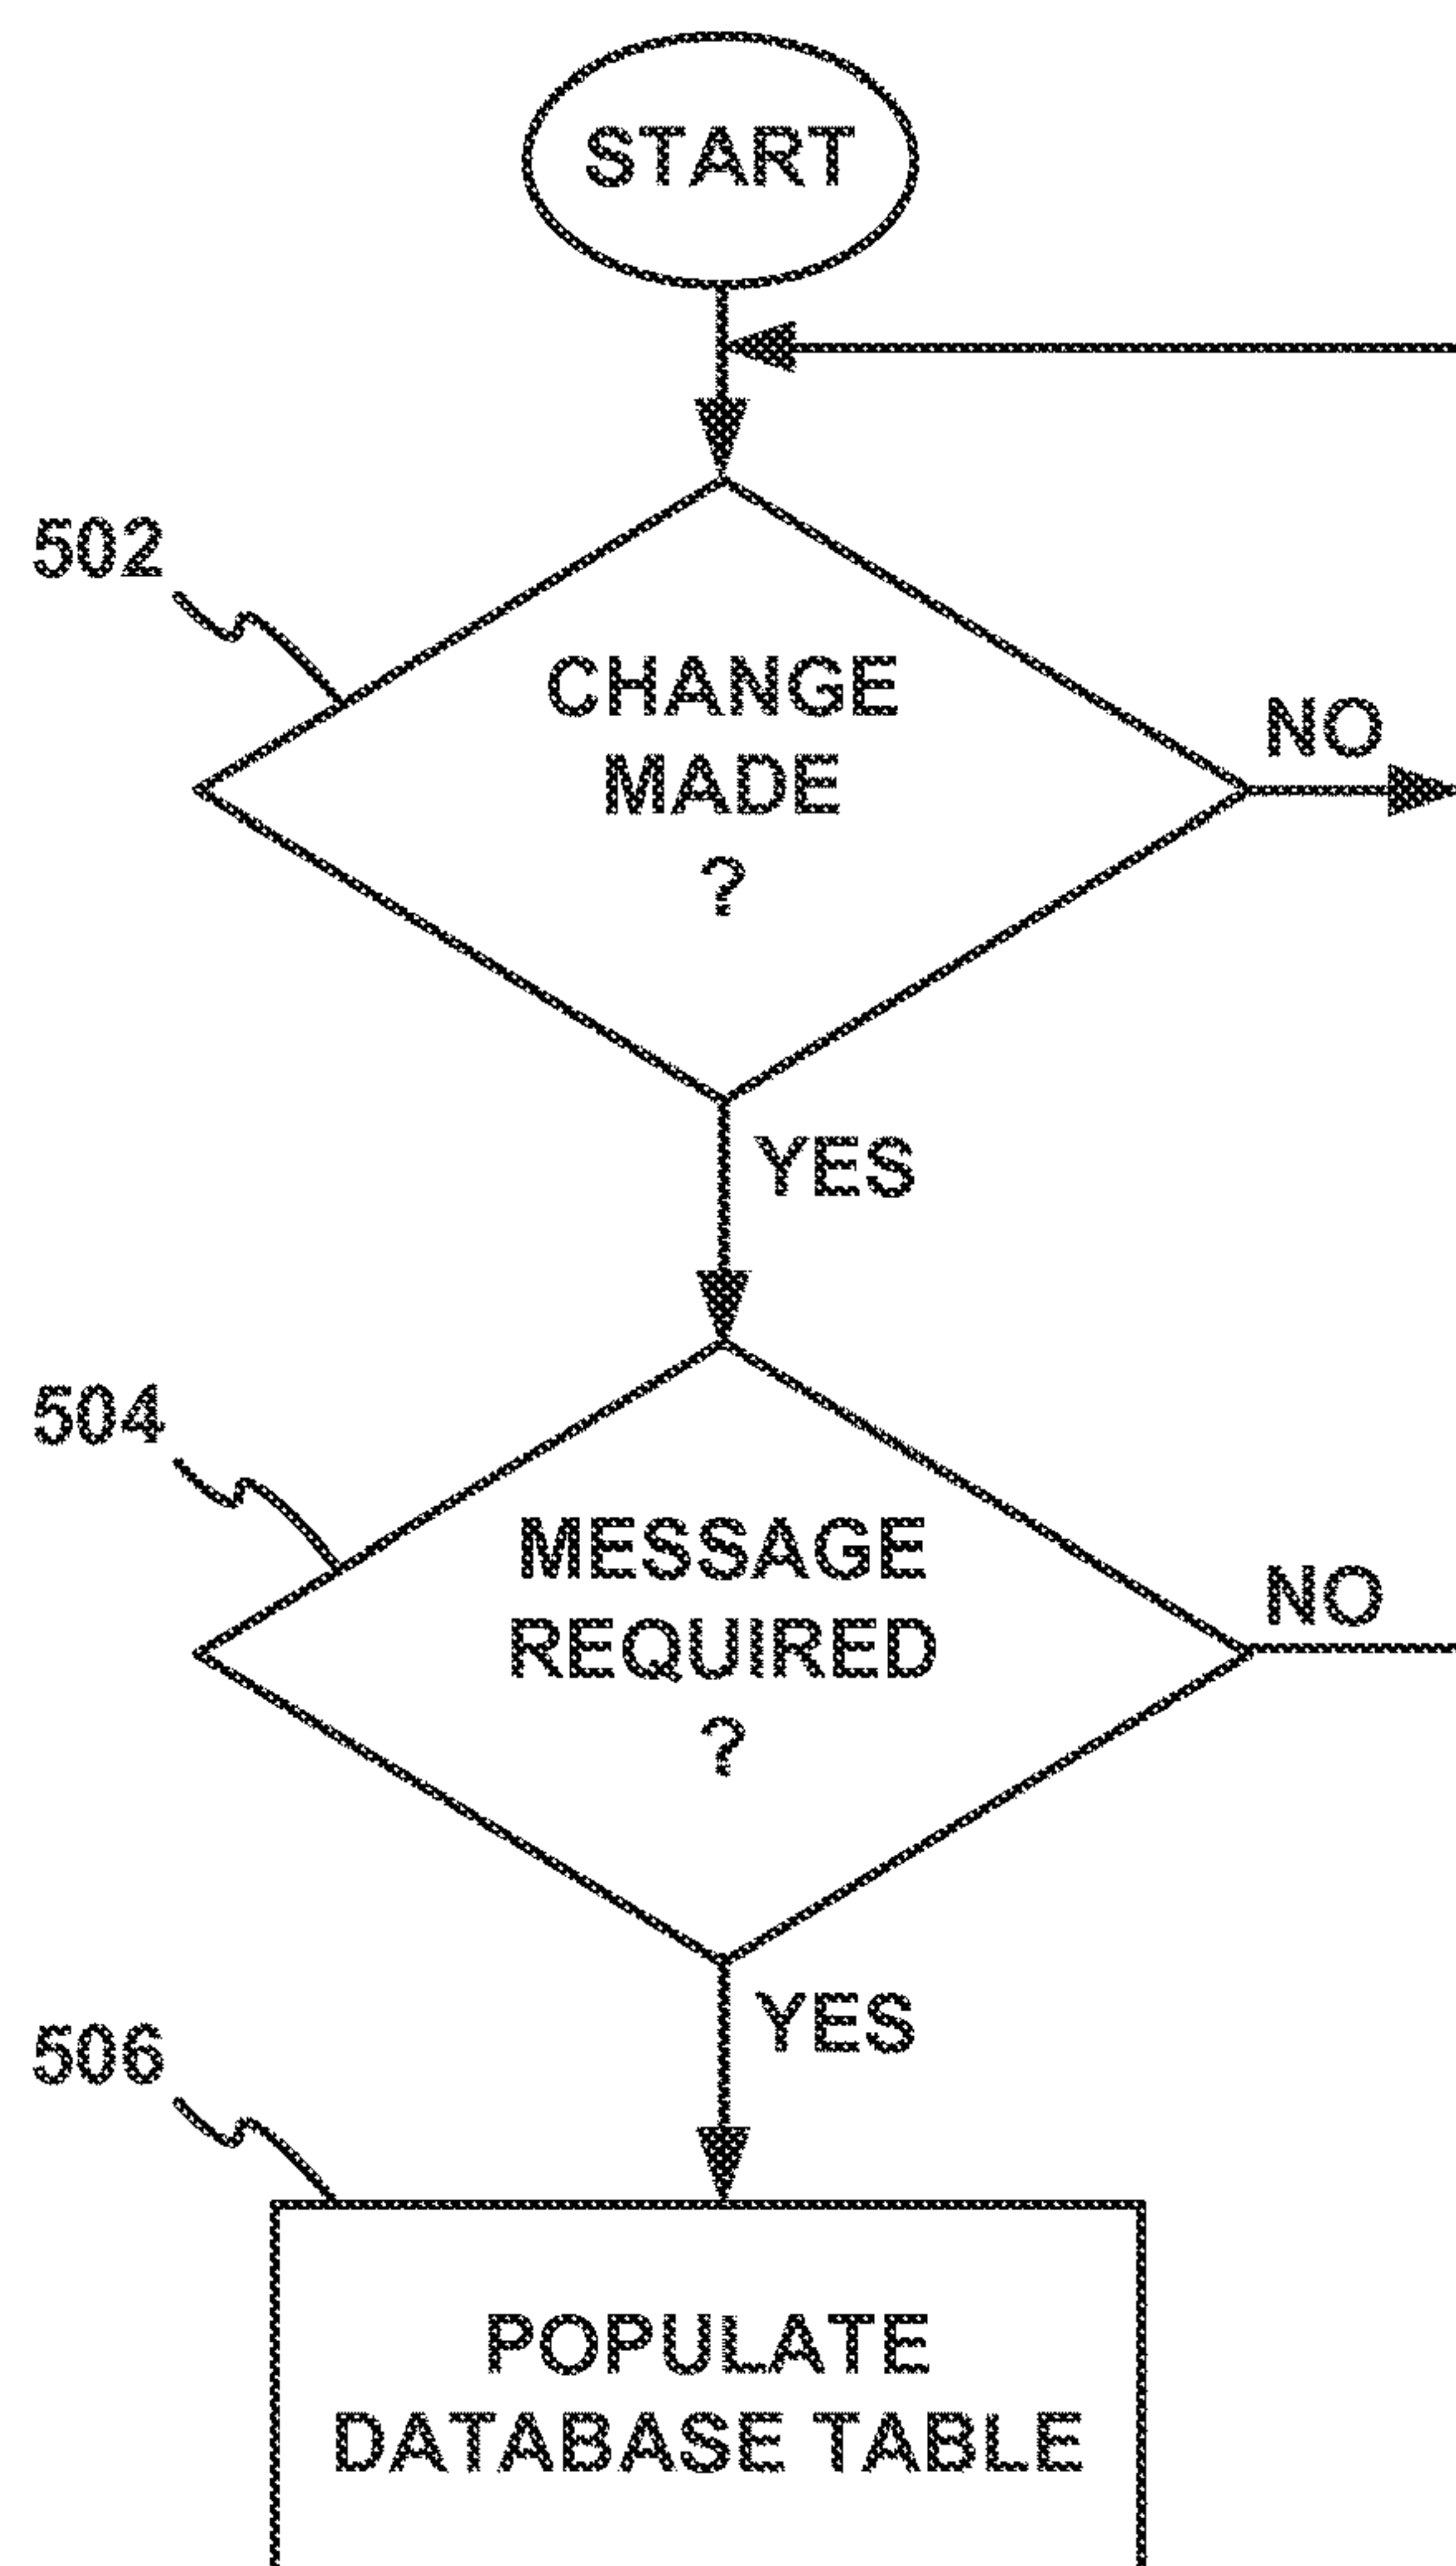 START
502
CHANGE
MADE
?
NO
YES
504
MESSAGE
REQUIRED
?
NO
YES
506
POPULATE
DATABASE TABLE